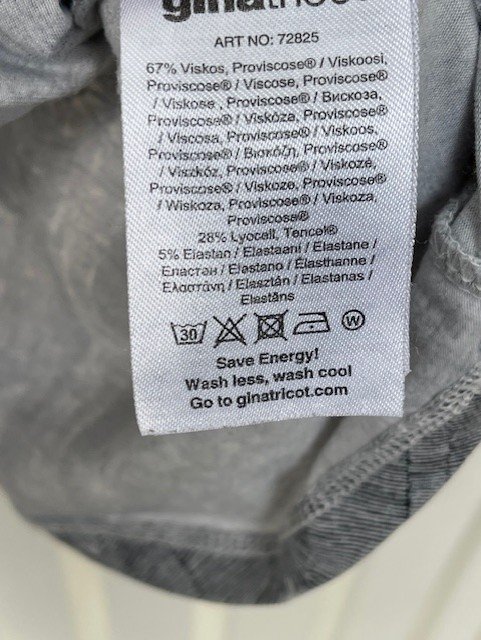 ginatricot
ART NO: 72825
67% Viskos, Proviscose® / Viskoosi,
Proviscose® / Viscose, Proviscose®
/ Viskose , Proviscose® / Вискоза,
Proviscose® / Viskóza, Proviscose®
/ Viscosa, Proviscose® / Viskoos,
Proviscose® / Βισκόζη, Proviscose®
/ Viszkóz, Proviscose® / Viskozė,
Proviscose® / Viskoze, Proviscose®
/ Wiskoza, Proviscose® / Viskoza,
Proviscose®
28% Lyocell, Tencel®
5% Elastan / Elastaani / Elastane /
Еластан / Elastano / Élasthanne /
Ελαστάνη / Elasztán / Elastanas /
Elastāns
30 W
Save Energy!
Wash less, wash cool
Go to ginatricot.com